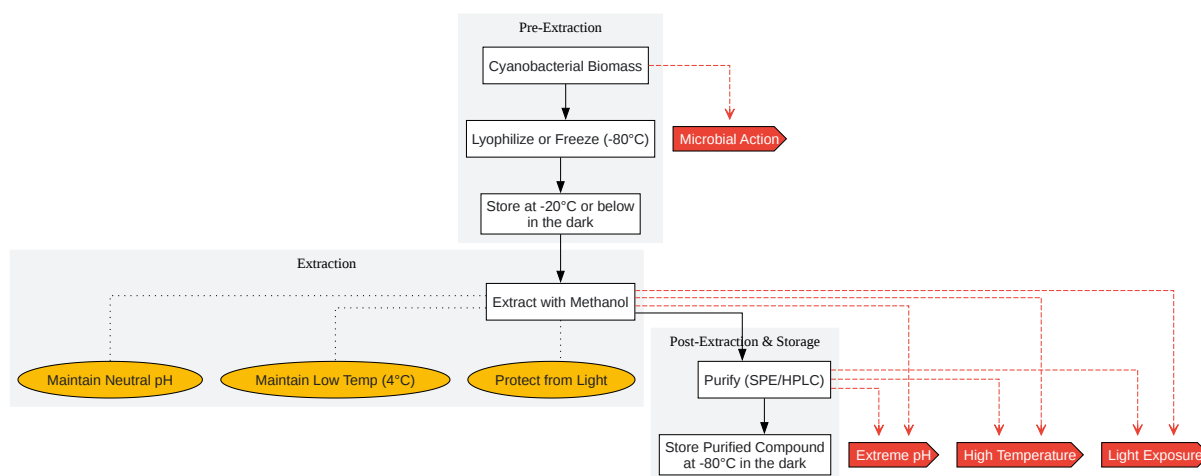 Pre-Extraction
Cyanobacterial Biomass
Lyophilize or Freeze (-80°C)
Microbial Action
Store at -20°C or below
in the dark
Extraction
Extract with Methanol
Post-Extraction & Storage
Maintain Neutral pH
Maintain Low Temp (4°C)
Protect from Light
Purify (SPE/HPLC)
Store Purified Compound
at -80°C in the dark
Extreme pH
High Temperature
Light Exposure